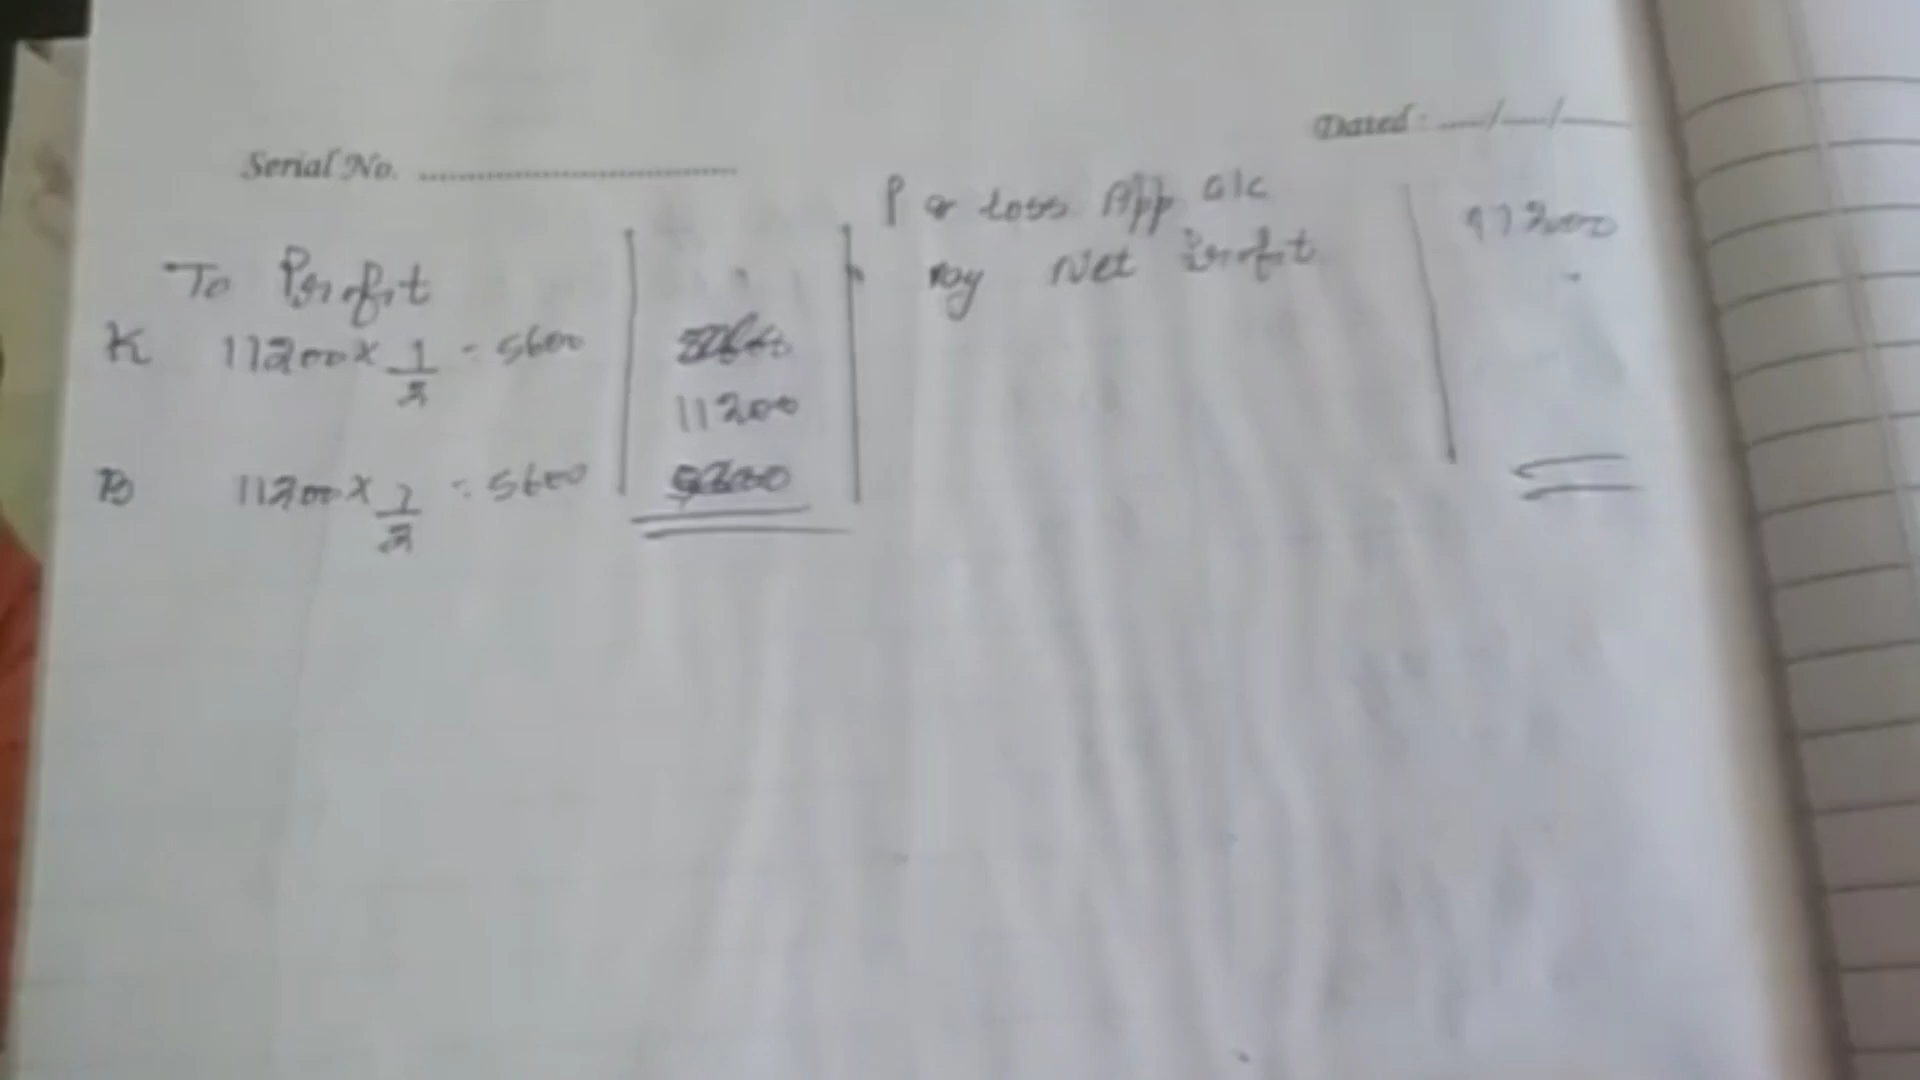 Serial No.
Dated : ..../..../....
P & Loss App a/c
To Profit
By Net Profit
K 11200 x 1/2 - 5600
11200
B 11200 x 1/2 = 5600